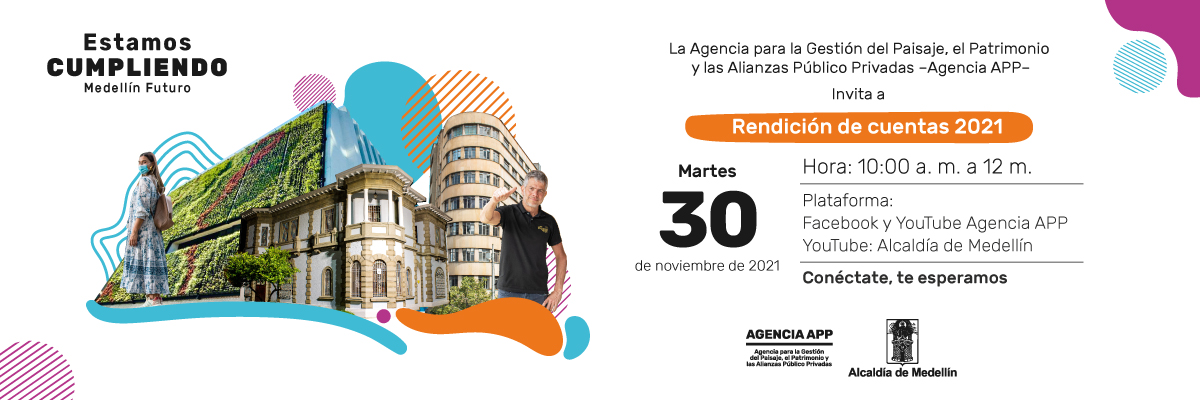 Estamos
CUMPLIENDO
Medellín Futuro
La Agencia para la Gestión del Paisaje, el Patrimonio
y las Alianzas Público Privadas –Agencia APP–
Invita a
Rendición de cuentas 2021
Martes
30
de noviembre de 2021
Hora: 10:00 a. m. a 12 m.
Plataforma:
Facebook y YouTube Agencia APP
YouTube: Alcaldía de Medellín
Conéctate, te esperamos
AGENCIA APP
Agencia para la Gestión
del Paisaje, el Patrimonio y
las Alianzas Público Privadas
Alcaldía de Medellín